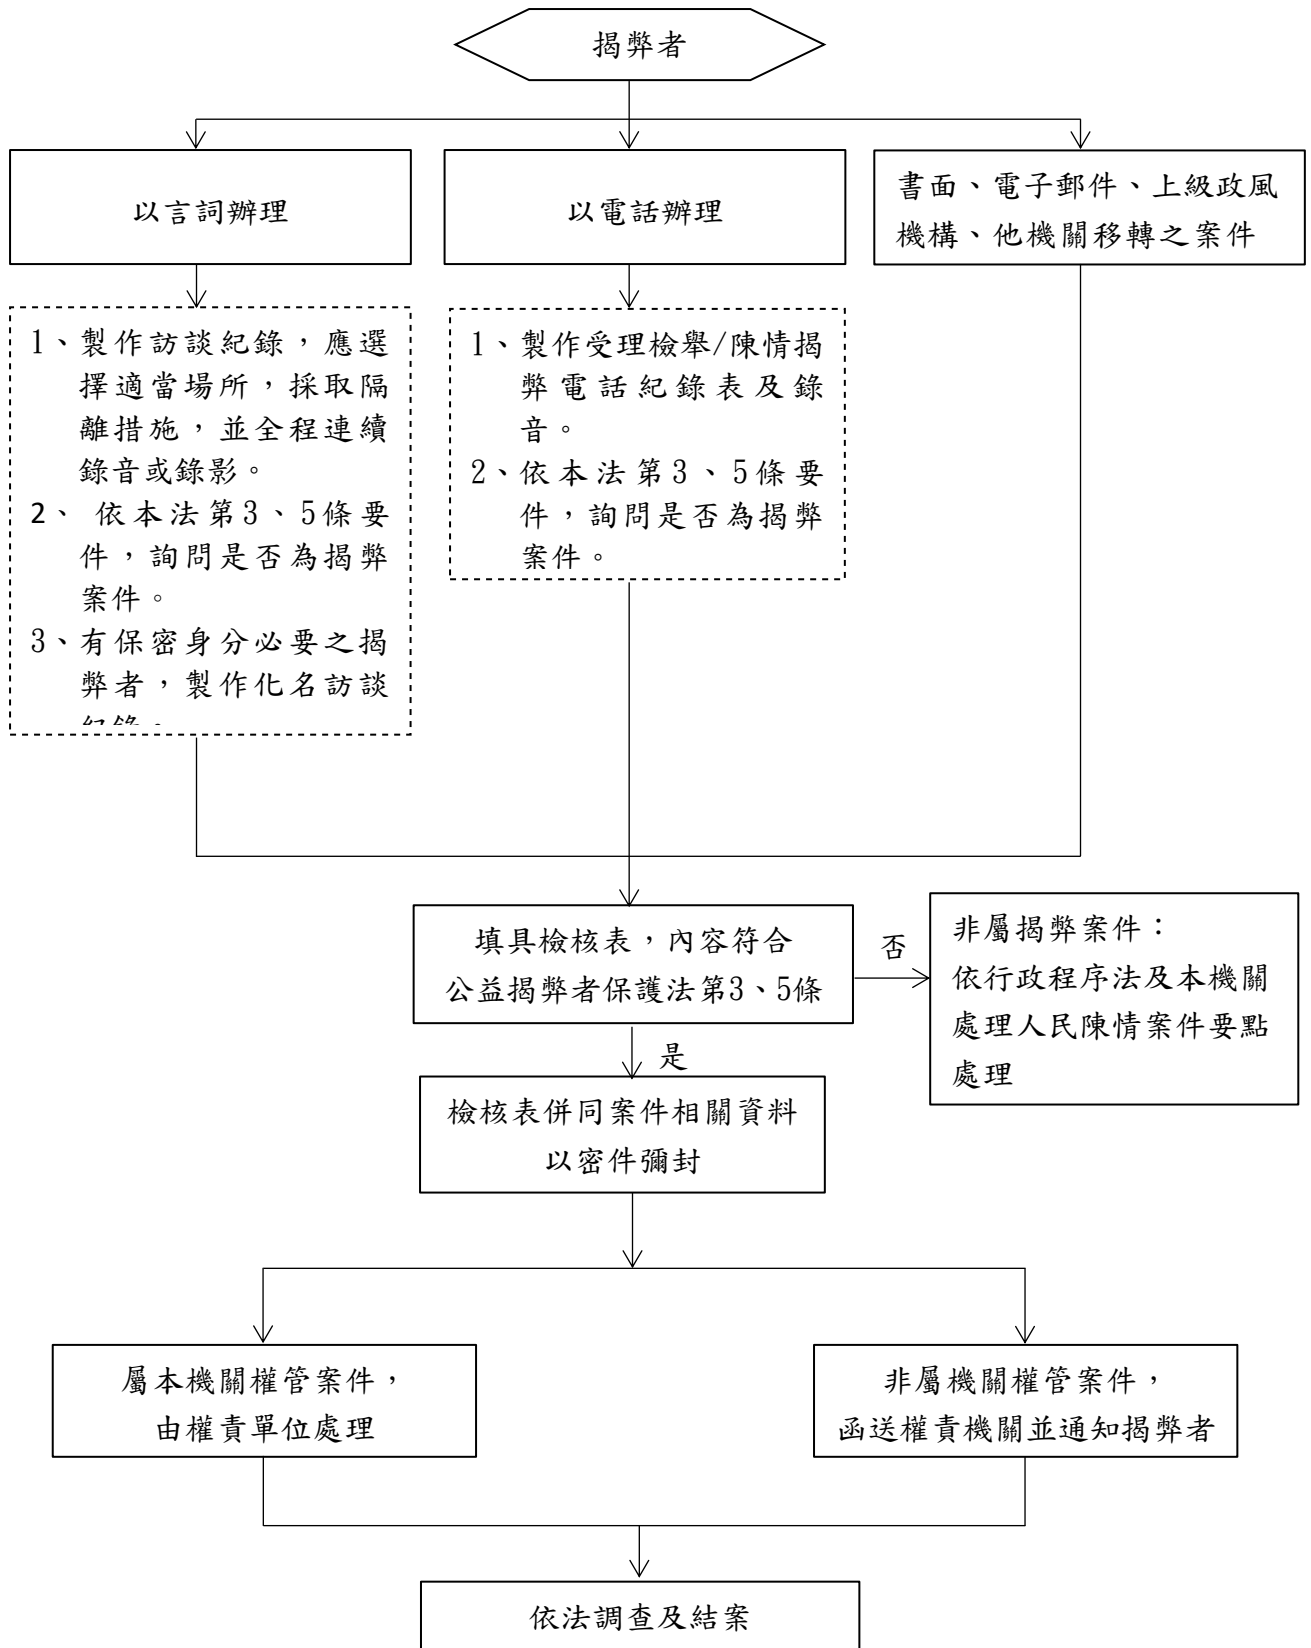 揭弊者
以言詞辦理
以電話辦理
書面、電子郵件、上級政風
機構、他機關移轉之案件
1、製作訪談紀錄，應選
擇適當場所，採取隔
離措施，並全程連續
錄音或錄影。
2、 依本法第3、5條要
件，詢問是否為揭弊
案件。
3、有保密身分必要之揭
弊者，製作化名訪談
1、製作受理檢舉/陳情揭
弊電話紀錄表及錄
音。
2、依本法第3、5條要
件，詢問是否為揭弊
案件。
填具檢核表，內容符合
公益揭弊者保護法第3、5條
否
非屬揭弊案件：
依行政程序法及本機關
處理人民陳情案件要點
處理
是
檢核表併同案件相關資料
以密件彌封
屬本機關權管案件，
由權責單位處理
非屬機關權管案件，
函送權責機關並通知揭弊者
依法調查及結案